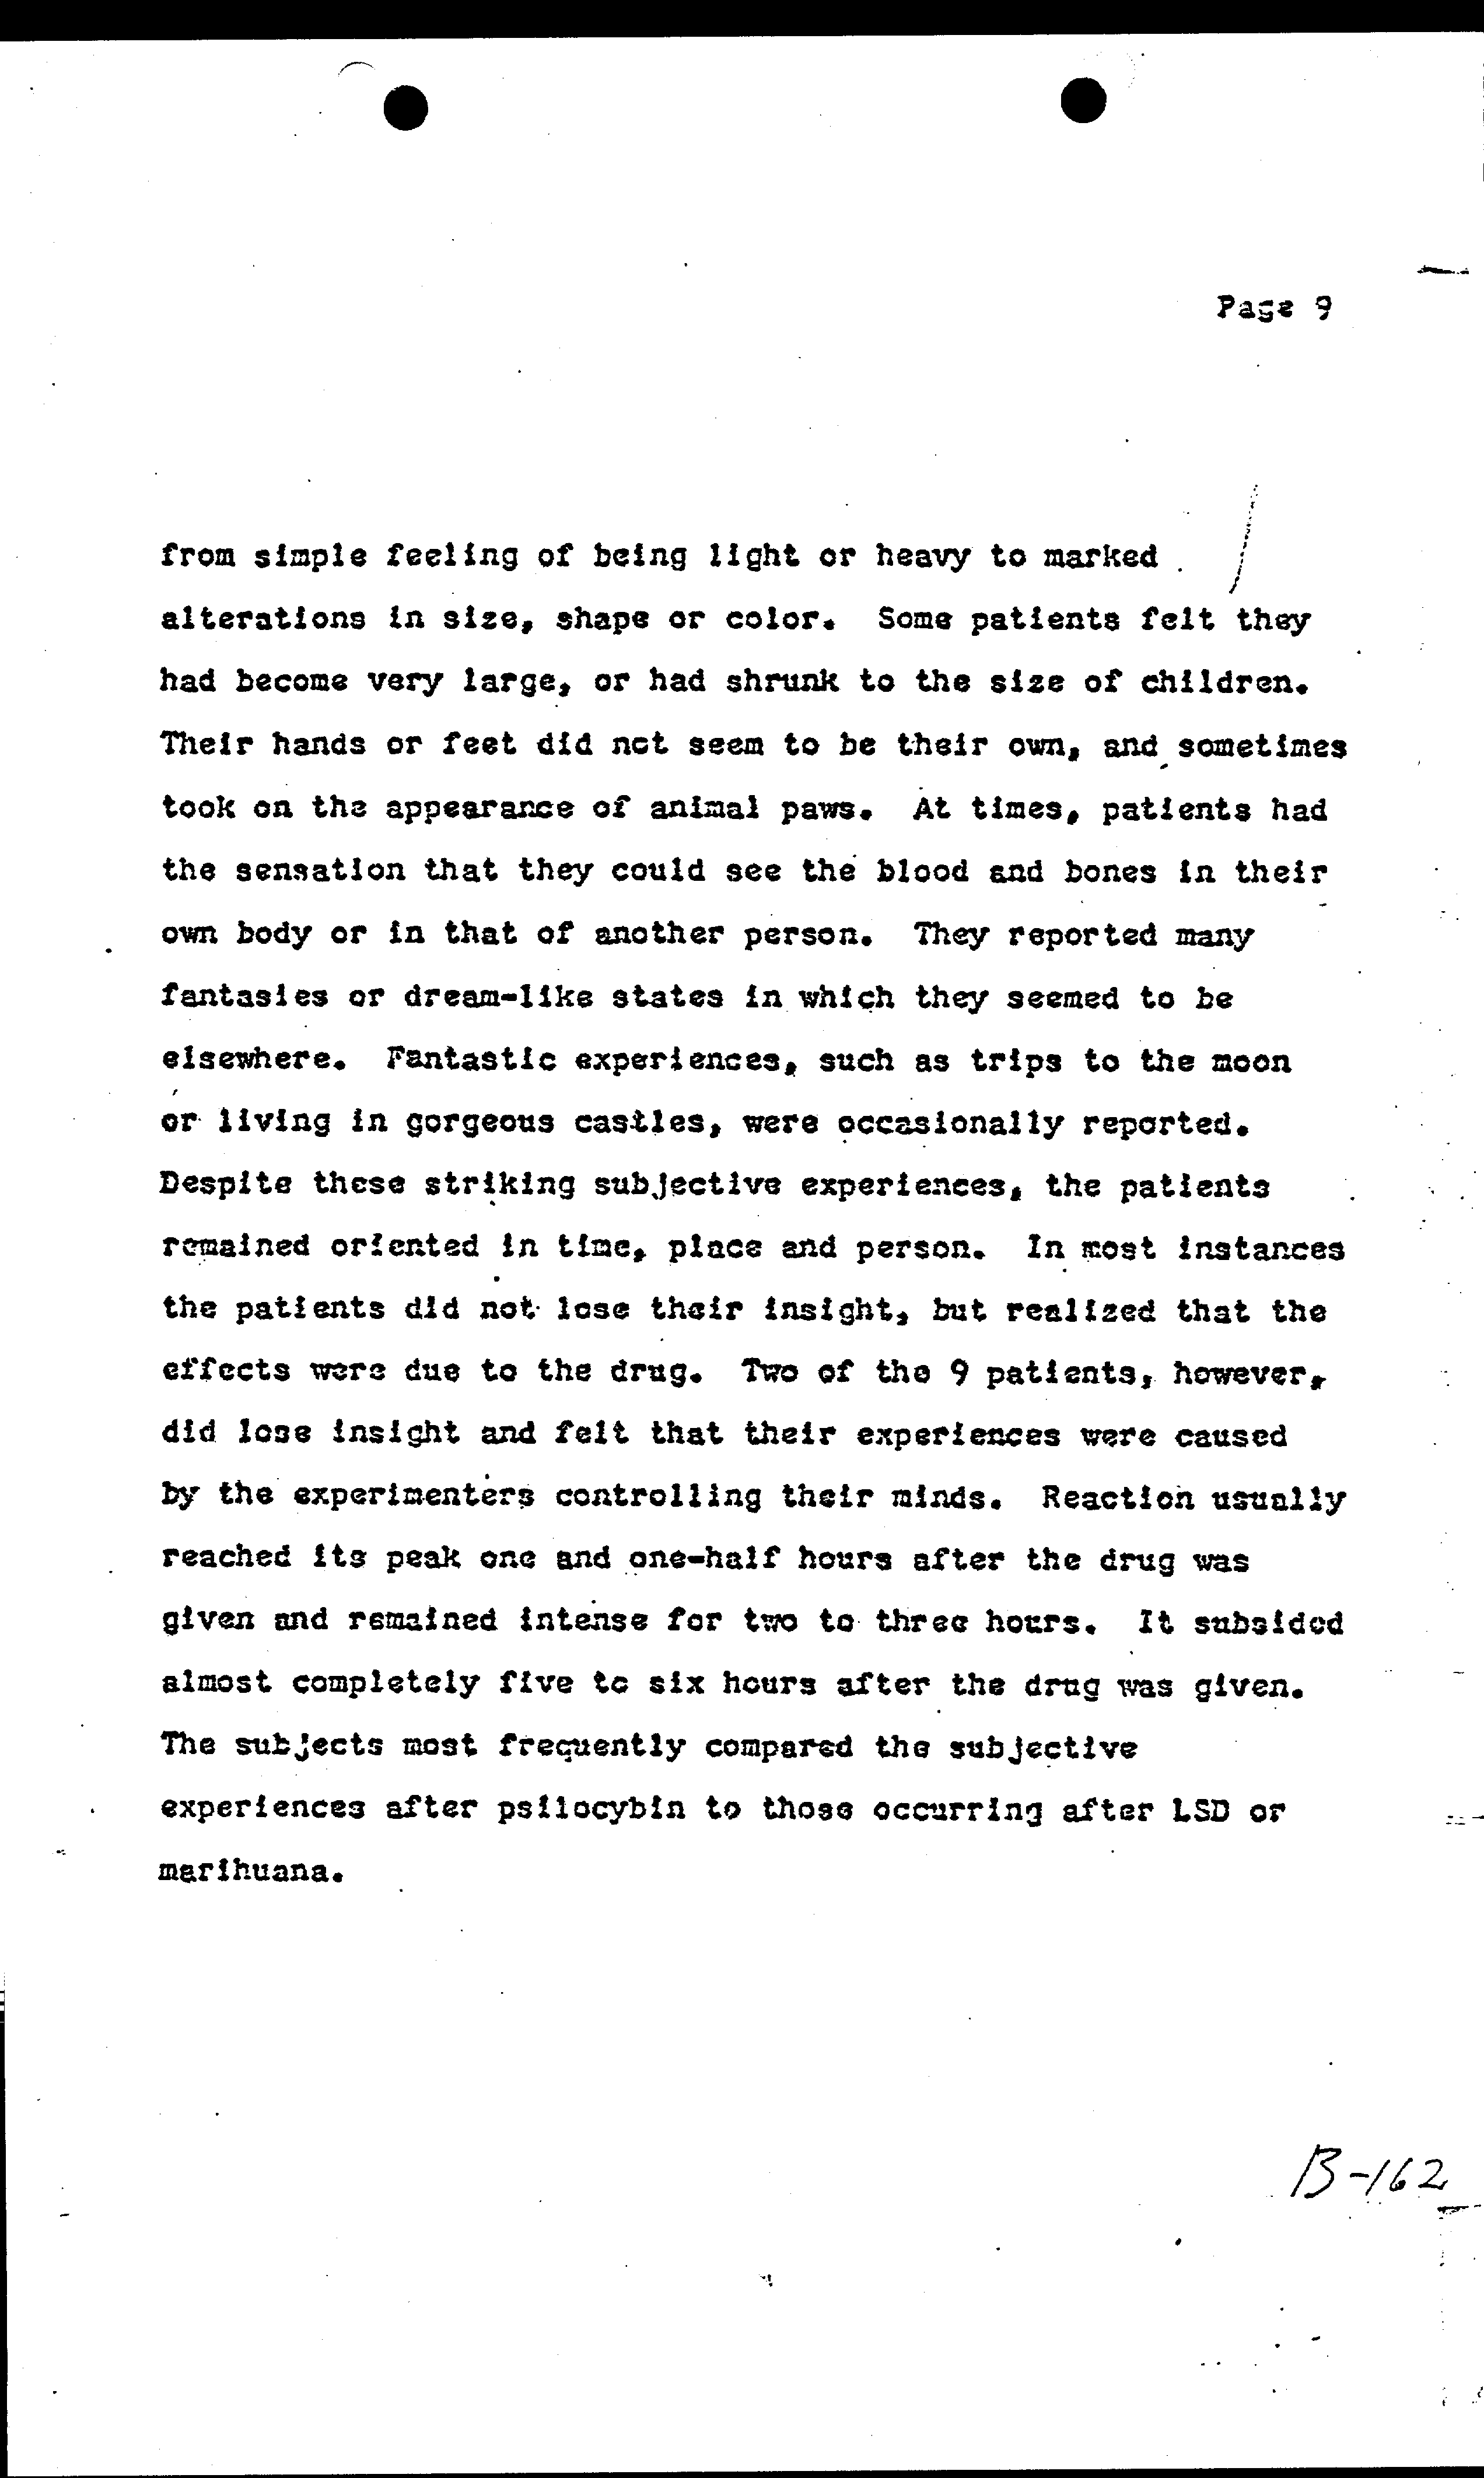 Page 9
from simple feeling of being light or heavy to marked
alterations in size, shape or color. Some patients felt they
had become very large, or had shrunk to the size of children.
Their hands or feet did not seem to be their own, and sometimes
took on the appearance of animal paws. At times, patients had
the sensation that they could see the blood and bones in their
own body or in that of another person. They reported many
fantasies or dream-like states in which they seemed to be
elsewhere. Fantastic experiences, such as trips to the moon
or living in gorgeous castles, were occasionally reported.
Despite these striking subjective experiences, the patients
remained oriented in time, place and person. In most instances
the patients did not lose their insight, but realized that the
effects were due to the drug. Two of the 9 patients, however,
did lose insight and felt that their experiences were caused
by the experimenters controlling their minds. Reaction usually
reached its peak one and one-half hours after the drug was
given and remained intense for two to three hours. It subsided
almost completely five to six hours after the drug was given.
The subjects most frequently compared the subjective
experiences after psilocybin to those occurring after LSD or
marihuana.
B-162